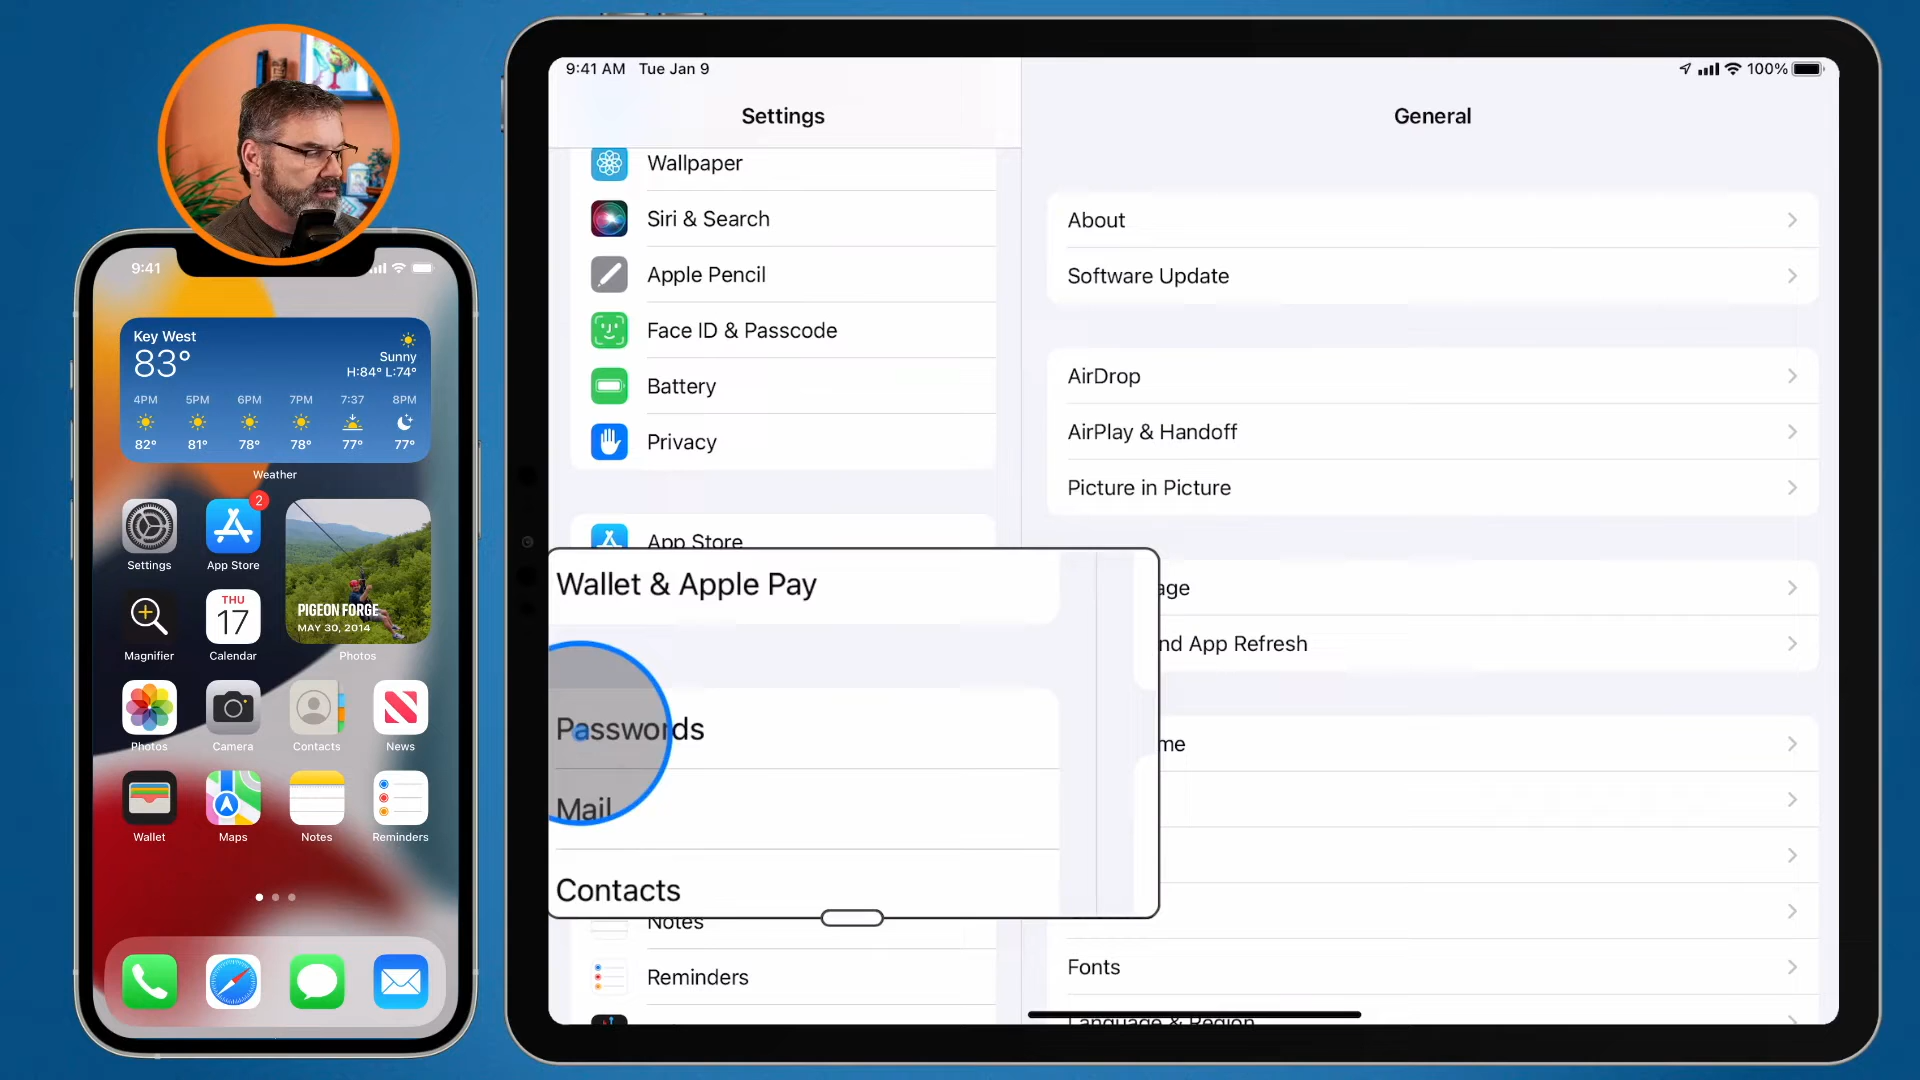 9:41
Key West
83°
Sunny
H:84° L:74°
4PM 5PM 6PM 7PM 7:37 8PM
82° 81° 78° 78° 77° 77°
Weather
2
PIGEON FORGE
MAY 30, 2014
Settings App Store Photos
THU
17
Magnifier Calendar
Photos Camera Contacts News
Wallet Maps Notes Reminders
9:41 AM Tue Jan 9
100%
Settings
Wallpaper
Siri & Search
Apple Pencil
Face ID & Passcode
Battery
Privacy
App Store
Wallet & Apple Pay
Passwords
Mail
Contacts
Notes
Reminders
General
About
Software Update
AirDrop
AirPlay & Handoff
Picture in Picture
age
nd App Refresh
me
Fonts
Language & Region